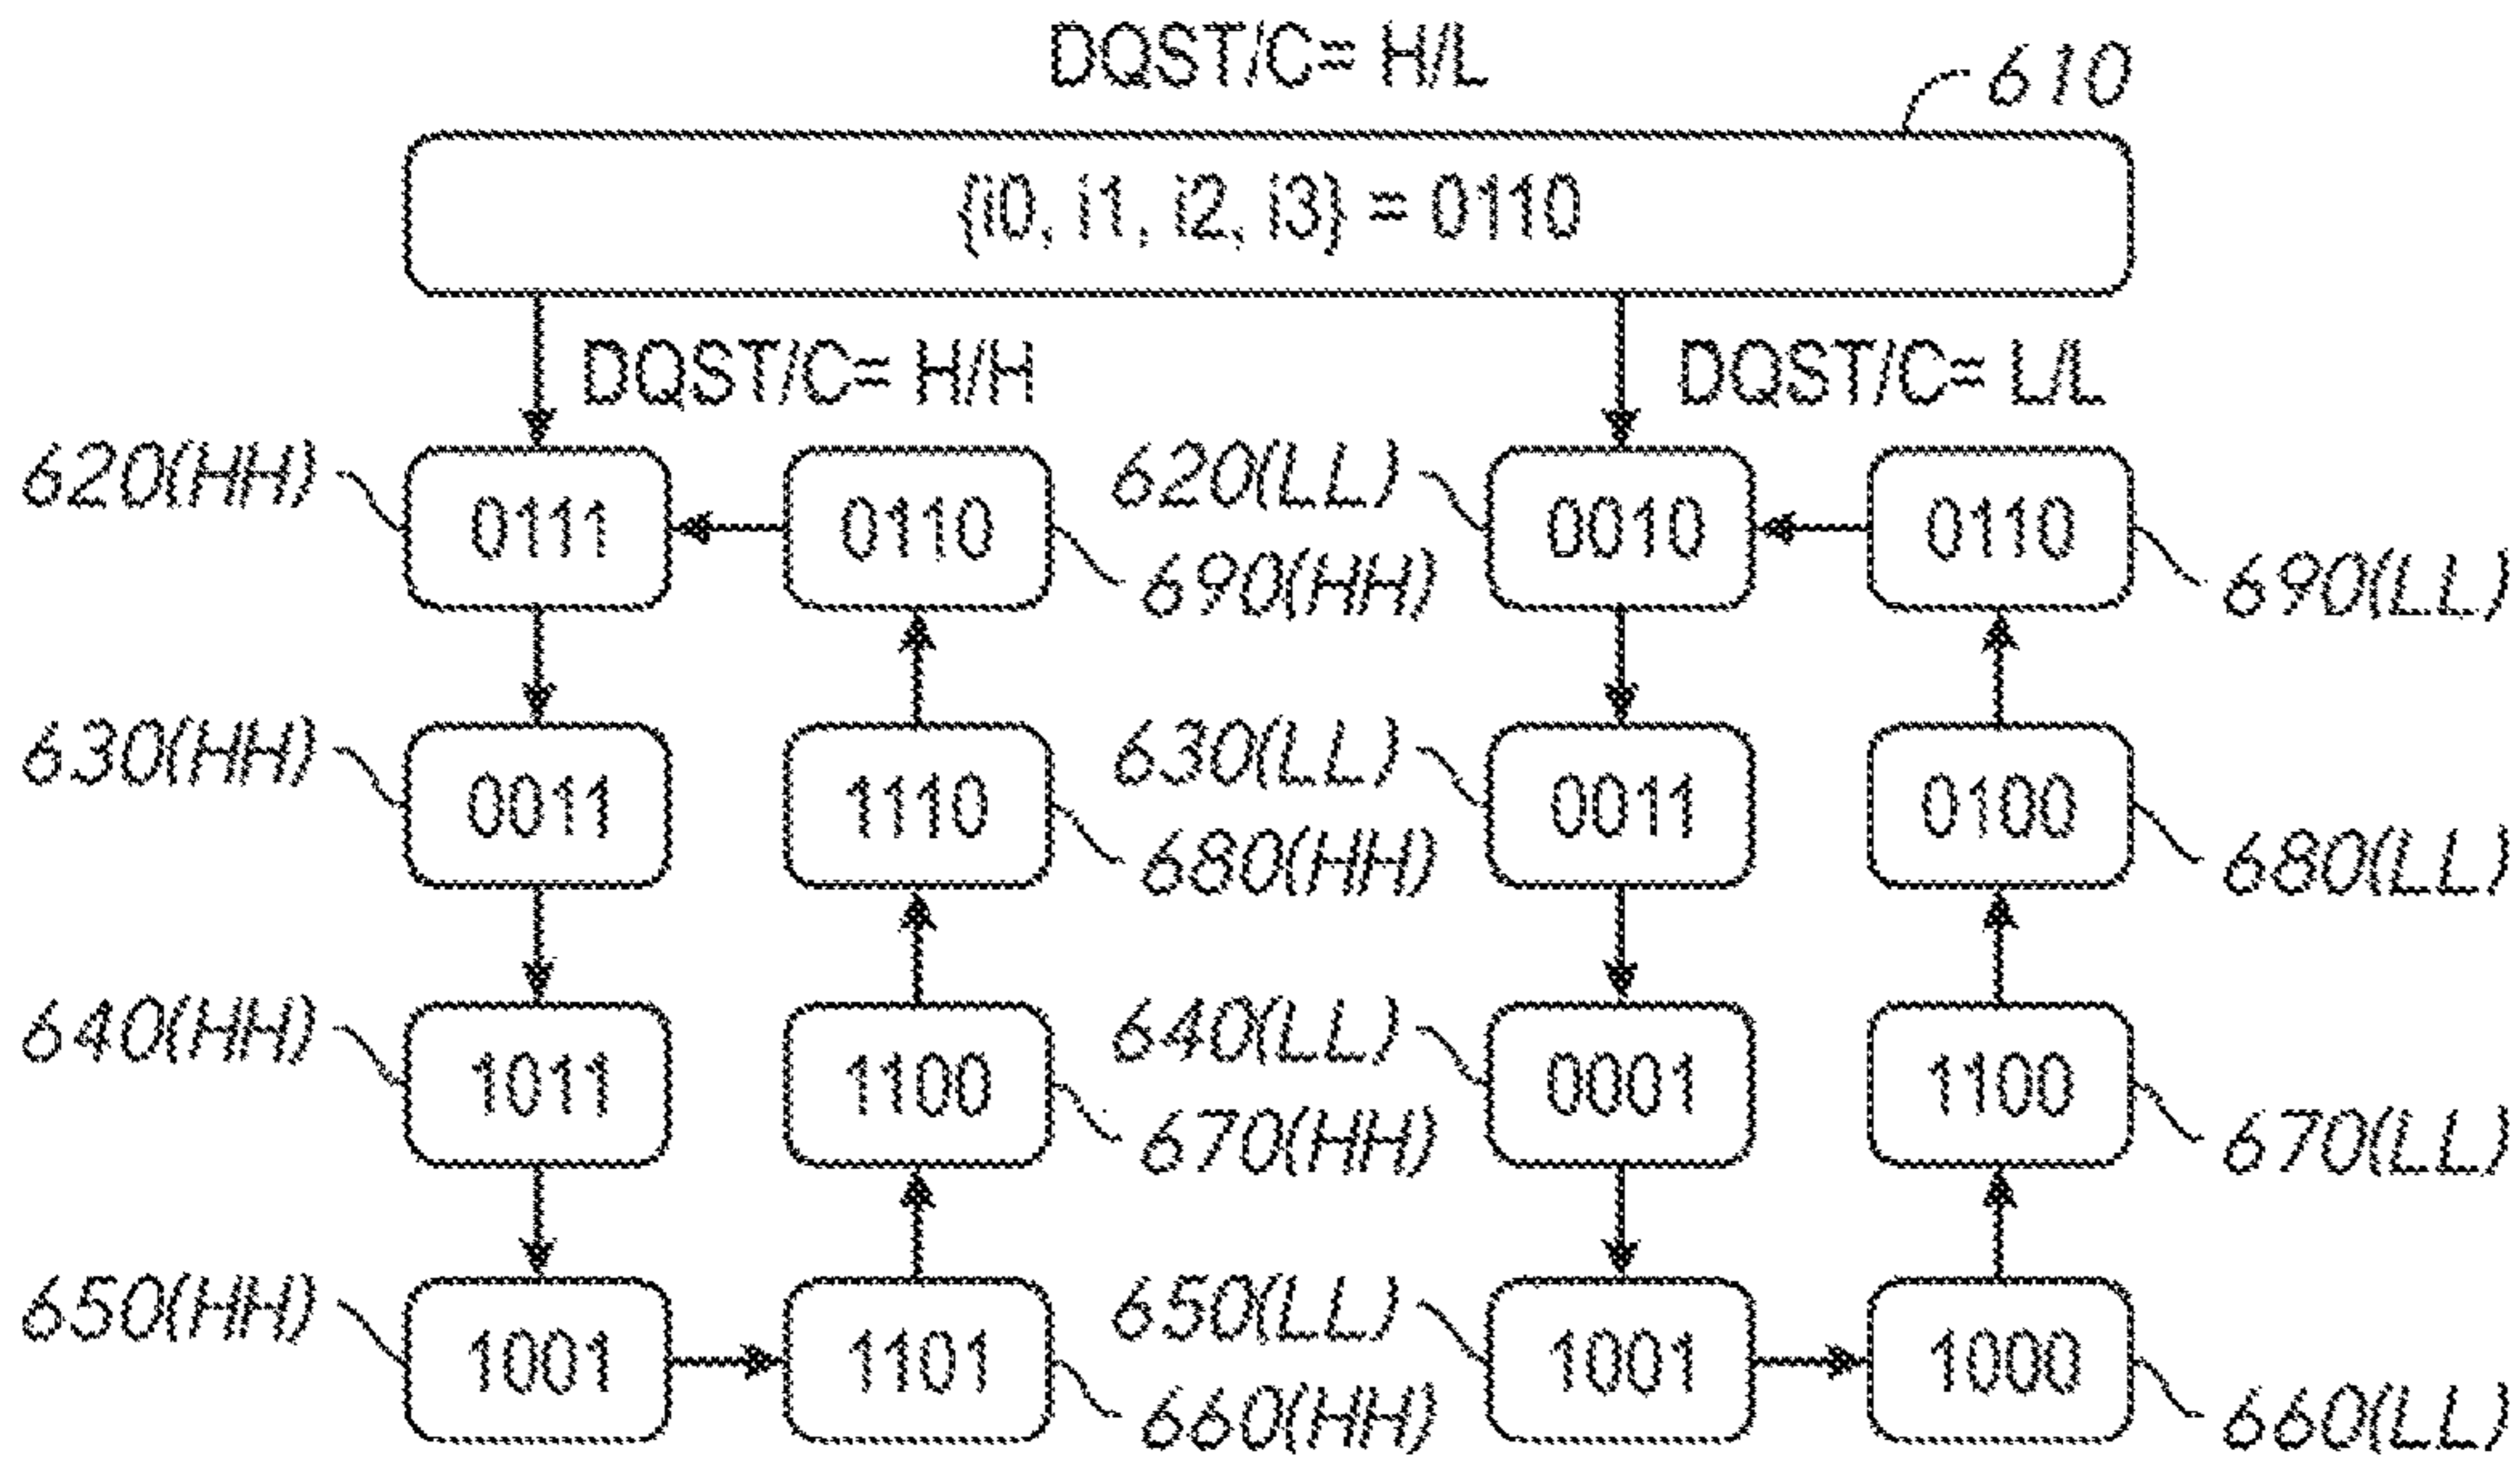 DQST/C= H/L
610
{i0, i1, i2, i3} = 0110
DQST/C= H/H
DQST/C= L/L
620(HH)
0111
0110
690(HH)
620(LL)
0010
0110
690(LL)
630(HH)
0011
1110
680(HH)
630(LL)
0011
0100
680(LL)
640(HH)
1011
1100
670(HH)
640(LL)
0001
1100
670(LL)
650(HH)
1001
1101
660(HH)
650(LL)
1001
1000
660(LL)